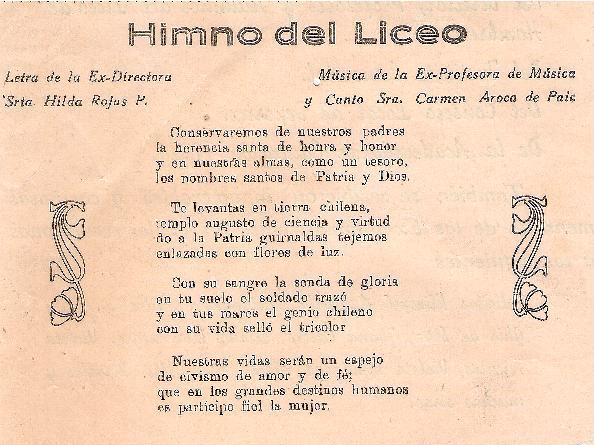 Himno del Liceo
Letra de la Ex-Directora
Srta Hilda Rojas P.
Música de la Ex-Profesora de Música
y Canto Sra. Carmen Aroca de Pais
Conservaremos de nuestros padres
la herencia santa de honra y honor
y en nuestras almas, como un tesoro,
los nombres santos de Patria y Dios.
Te levantas en tierra chilena,
templo augusto de ciencia y virtud
do a la Patria guirnaldas tejemos
enlazadas con flores de luz.
Con su sangre la senda de gloria
en tu suelo el soldado trazó
y en tus mares el genio chileno
con su vida selló el tricolor
Nuestras vidas serán un espejo
de civismo de amor y de fé;
que en los grandes destinos humanos
es partícipe fiel la mujer.